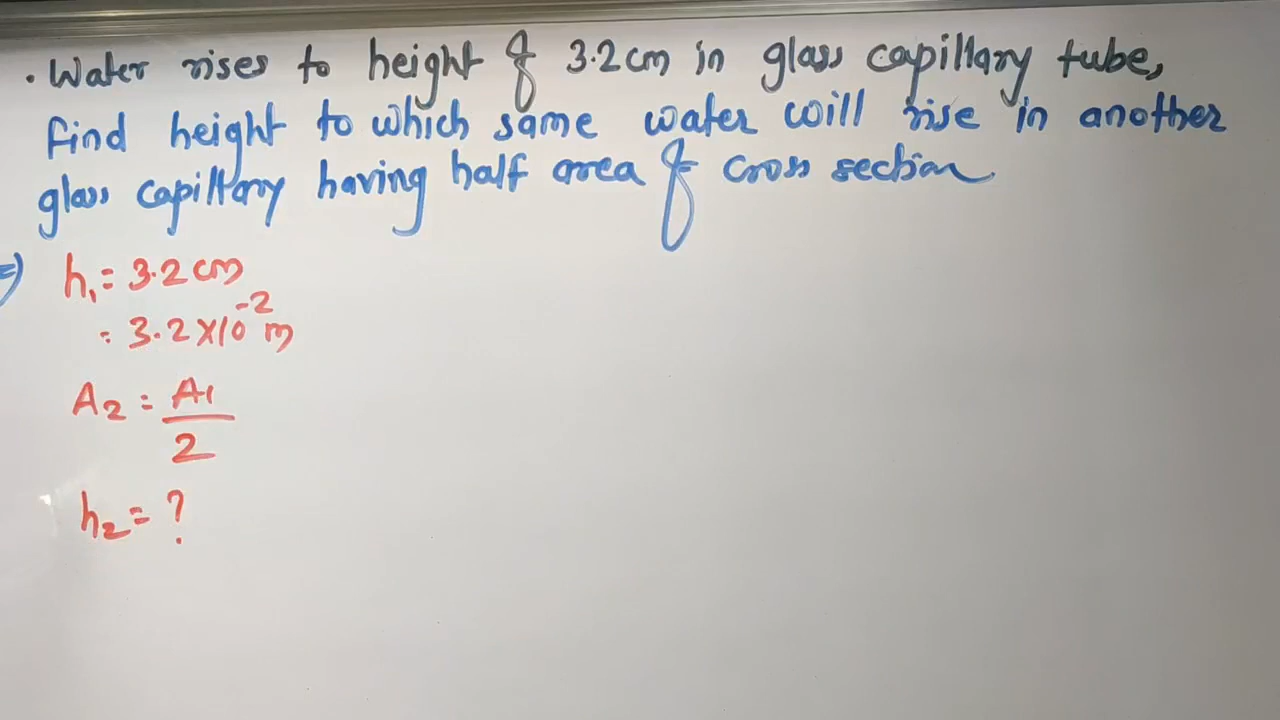 . Water rises to height of 3.2cm in glass capillary tube,
find height to which same water will rise in another
glass capillary having half area of cross section.
=) h₁ = 3.2cm
= 3.2 X 10⁻² m
A₂ = A₁
2
h₂ = ?